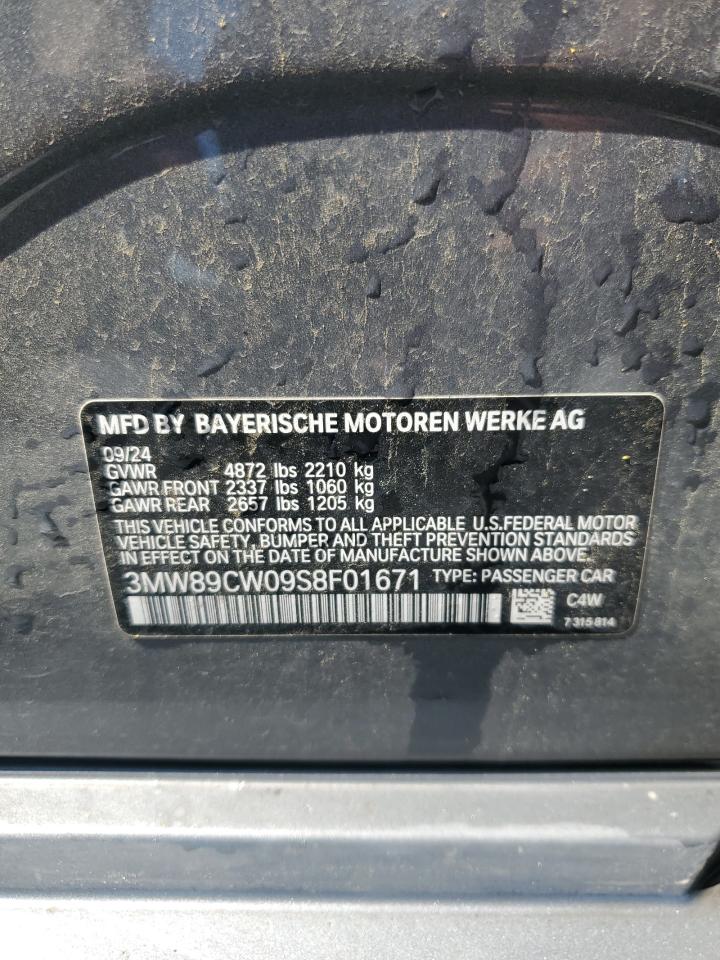 MFD BY BAYERISCHE MOTOREN WERKE AG
09/24
GVWR 4872 lbs 2210 kg
GAWR FRONT 2337 lbs 1060 kg
GAWR REAR 2657 lbs 1205 kg
THIS VEHICLE CONFORMS TO ALL APPLICABLE U.S.FEDERAL MOTOR
VEHICLE SAFETY, BUMPER AND THEFT PREVENTION STANDARDS
IN EFFECT ON THE DATE OF MANUFACTURE SHOWN ABOVE.
3MW89CW09S8F01671 TYPE: PASSENGER CAR
C4W
7 315 814